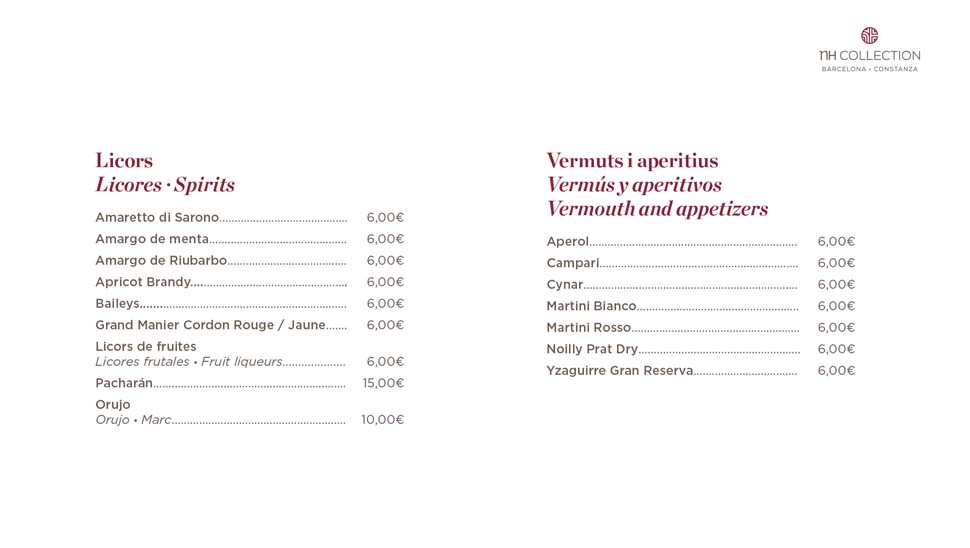 NH COLLECTION
BARCELONA • CONSTANZA
Licors
Licores · Spirits
Amaretto di Sarono......................................... 6,00€
Amargo de menta............................................. 6,00€
Amargo de Riubarbo....................................... 6,00€
Apricot Brandy................................................... 6,00€
Baileys.................................................................... 6,00€
Grand Manier Cordon Rouge / Jaune....... 6,00€
Licors de fruites
Licores frutales • Fruit liqueurs.................... 6,00€
Pacharán............................................................... 15,00€
Orujo
Orujo • Marc......................................................... 10,00€
Vermuts i aperitius
Vermús y aperitivos
Vermouth and appetizers
Aperol.................................................................... 6,00€
Campari................................................................. 6,00€
Cynar...................................................................... 6,00€
Martini Bianco..................................................... 6,00€
Martini Rosso....................................................... 6,00€
Noilly Prat Dry..................................................... 6,00€
Yzaguirre Gran Reserva.................................. 6,00€